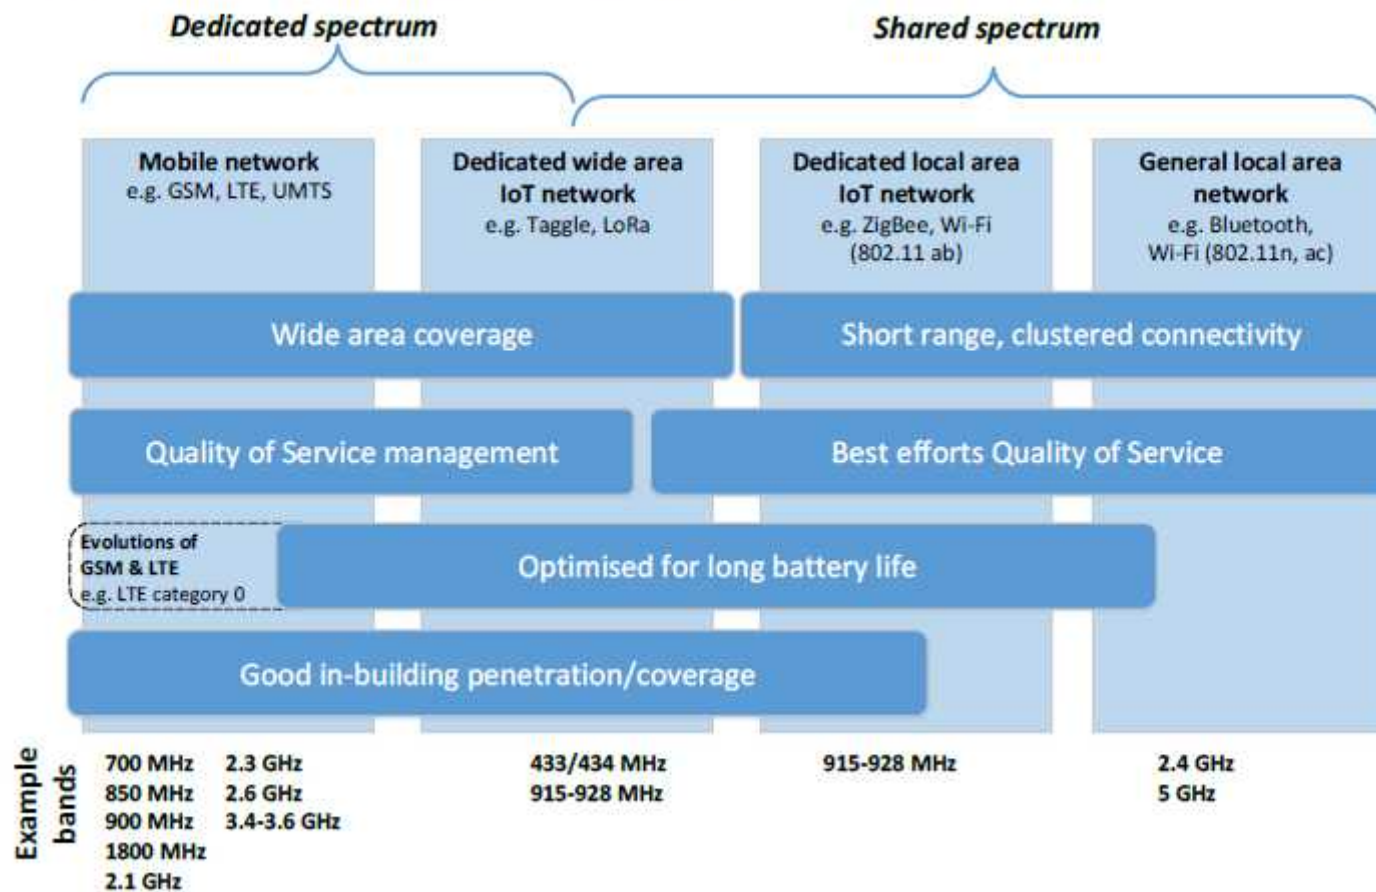 Dedicated spectrum
Shared spectrum
Mobile network
e.g. GSM, LTE, UMTS
Dedicated wide area
IoT network
e.g. Taggle, LoRa
Dedicated local area
IoT network
e.g. ZigBee, Wi-Fi
(802.11 ab)
General local area
network
e.g. Bluetooth,
Wi-Fi (802.11n, ac)
Wide area coverage
Short range, clustered connectivity
Quality of Service management
Best efforts Quality of Service
Evolutions of
GSM & LTE
e.g. LTE category 0
Optimised for long battery life
Good in-building penetration/coverage
Example
bands
700 MHz
850 MHz
900 MHz
1800 MHz
2.1 GHz
2.3 GHz
2.6 GHz
3.4-3.6 GHz
433/434 MHz
915-928 MHz
915-928 MHz
2.4 GHz
5 GHz